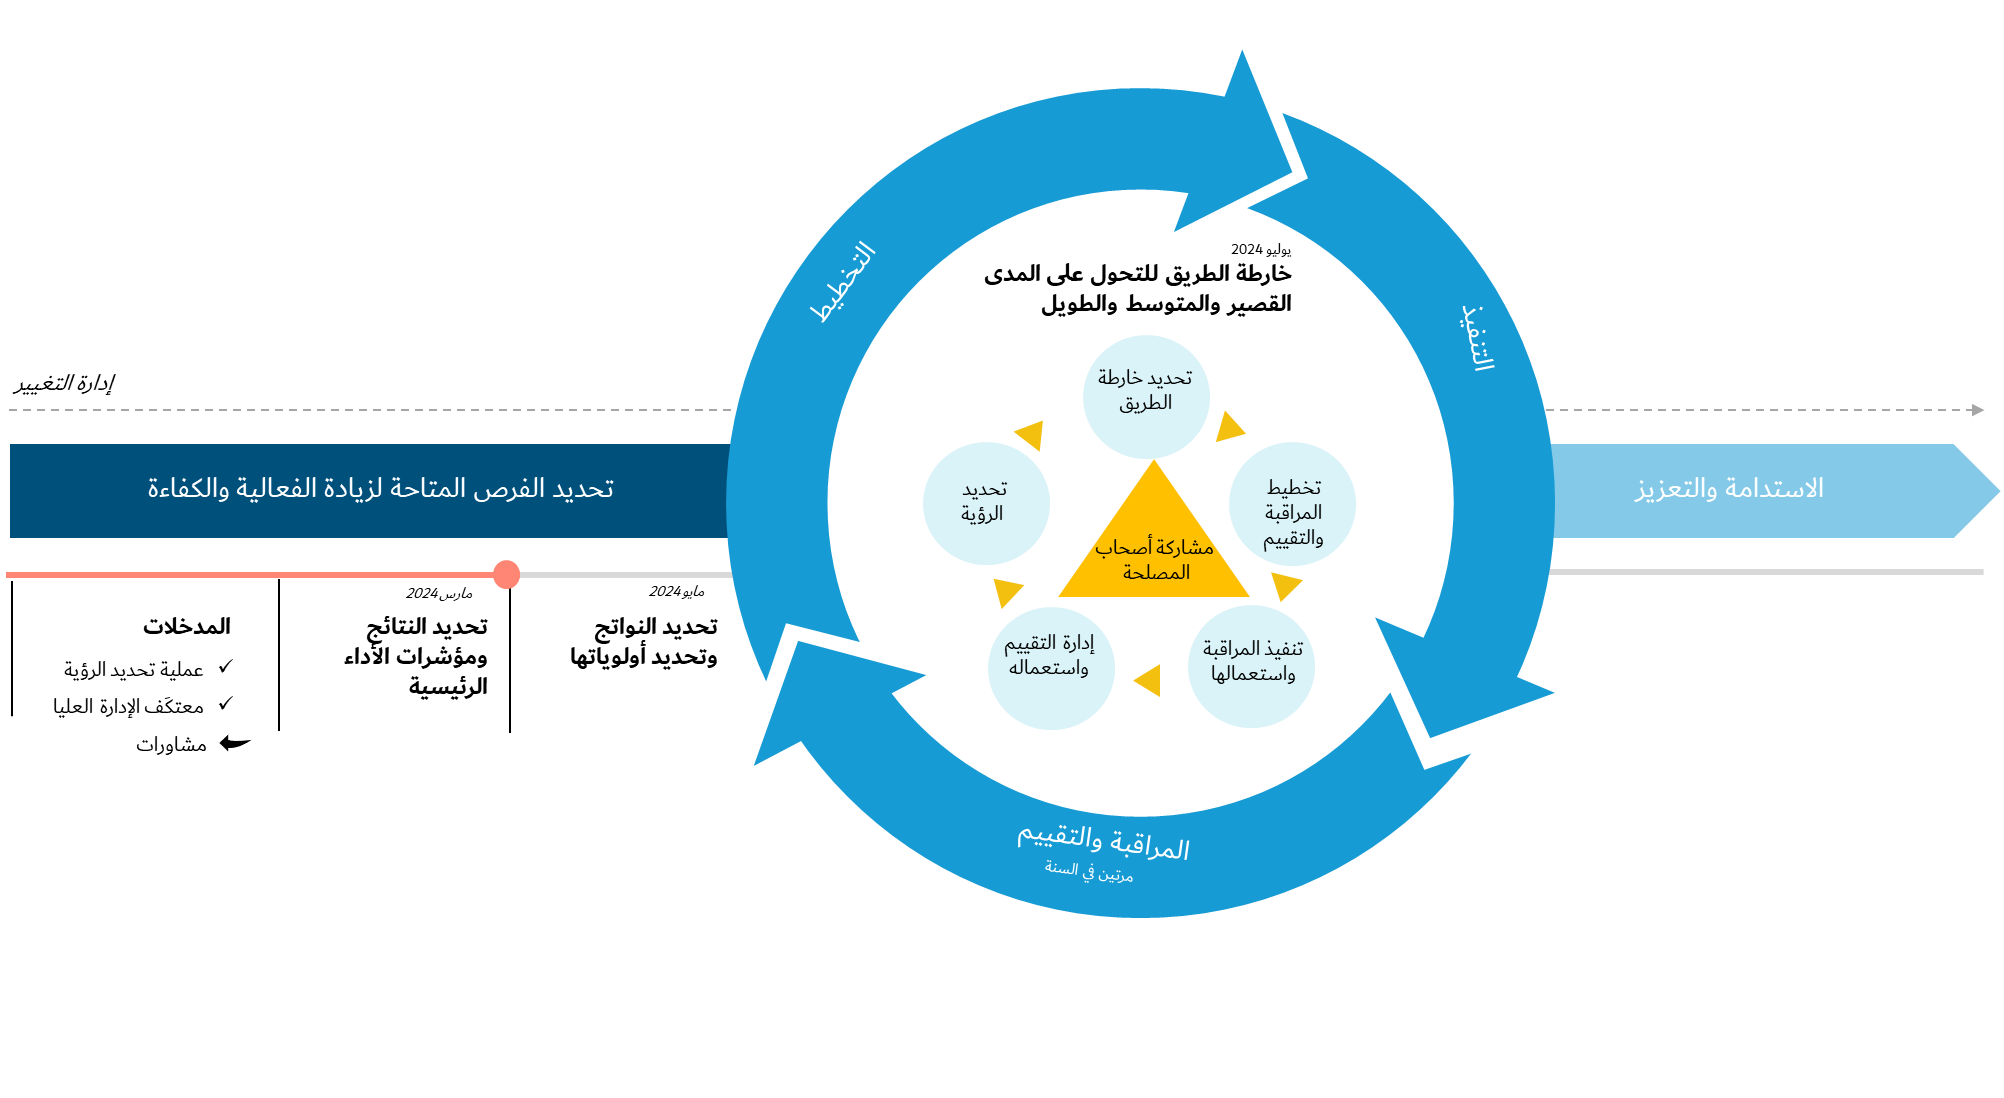 إدارة التغيير
تحديد الفرص المتاحة لزيادة الفعالية والكفاءة
المدخلات
عملية تحديد الرؤية
معتكَف الإدارة العليا
مشاورات
مارس 2024
تحديد النتائج
ومؤشرات الأداء
الرئيسية
مايو 2024
تحديد النواتج
وتحديد أولوياتها
التخطيط
التنفيذ
المراقبة والتقييم
مرتين في السنة
يوليو 2024
خارطة الطريق للتحول على المدى
القصير والمتوسط والطويل
تحديد خارطة
الطريق
تخطيط
المراقبة
والتقييم
تنفيذ المراقبة
واستعمالها
إدارة التقييم
واستعماله
تحديد
الرؤية
مشاركة أصحاب
المصلحة
الاستدامة والتعزيز